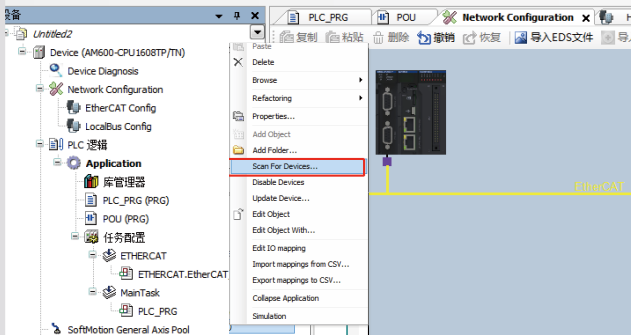 设备
PLC_PRG
POU
Network Configuration
复制
粘贴
删除
撤销
恢复
导入EDS文件
Untitled2
Device (AM600-CPU1608TP/TN)
Device Diagnosis
Network Configuration
EtherCAT Config
LocalBus Config
PLC 逻辑
Application
库管理器
PLC_PRG (PRG)
POU (PRG)
任务配置
ETHERCAT
ETHERCAT.EtherCAT
MainTask
PLC_PRG
SoftMotion General Axis Pool
Paste
Delete
Browse
Refactoring
Properties...
Add Object
Add Folder...
Scan For Devices...
Disable Devices
Update Device...
Edit Object
Edit Object With...
Edit IO mapping
Import mappings from CSV...
Export mappings to CSV...
Collapse Application
Simulation
EtherCAT